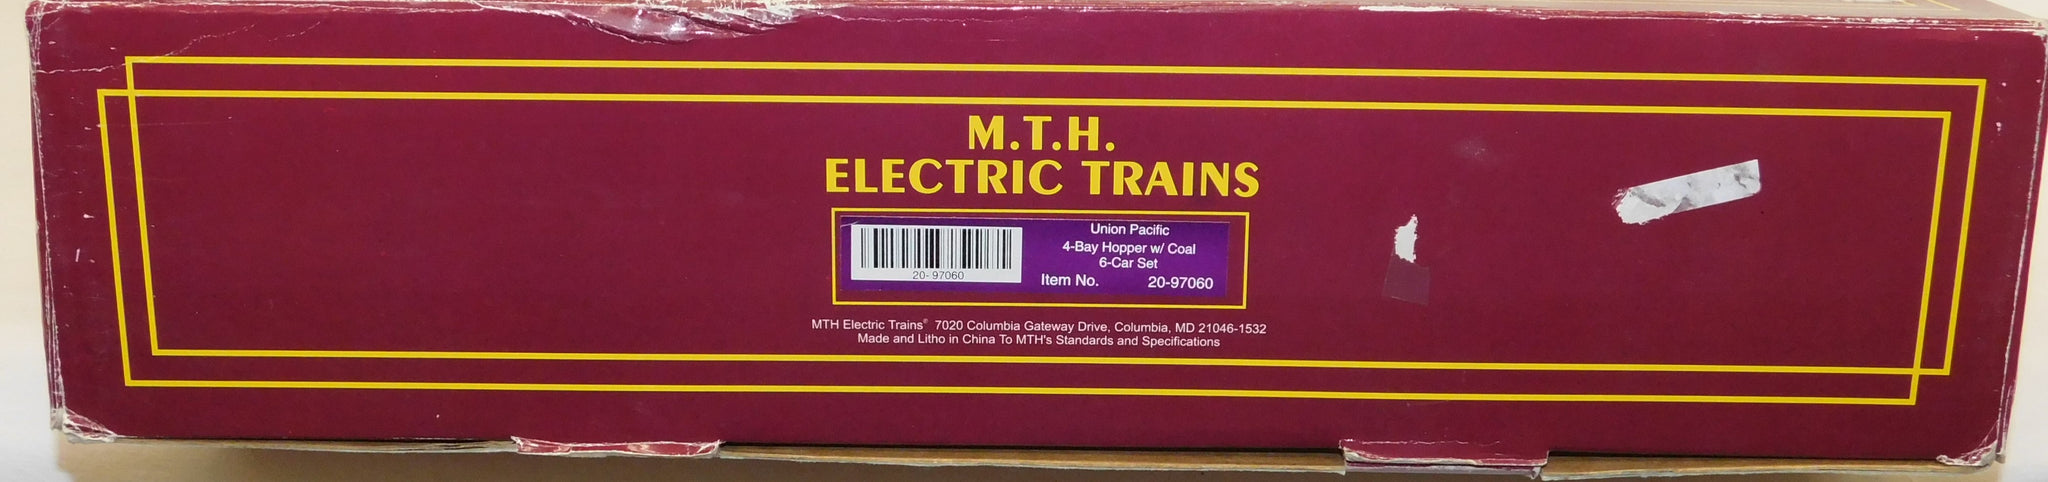 M.T.H.
ELECTRIC TRAINS
20-97060
Union Pacific
4-Bay Hopper w/ Coal
6-Car Set
Item No. 20-97060
MTH Electric Trains® 7020 Columbia Gateway Drive, Columbia, MD 21046-1532
Made and Litho in China To MTH's Standards and Specifications